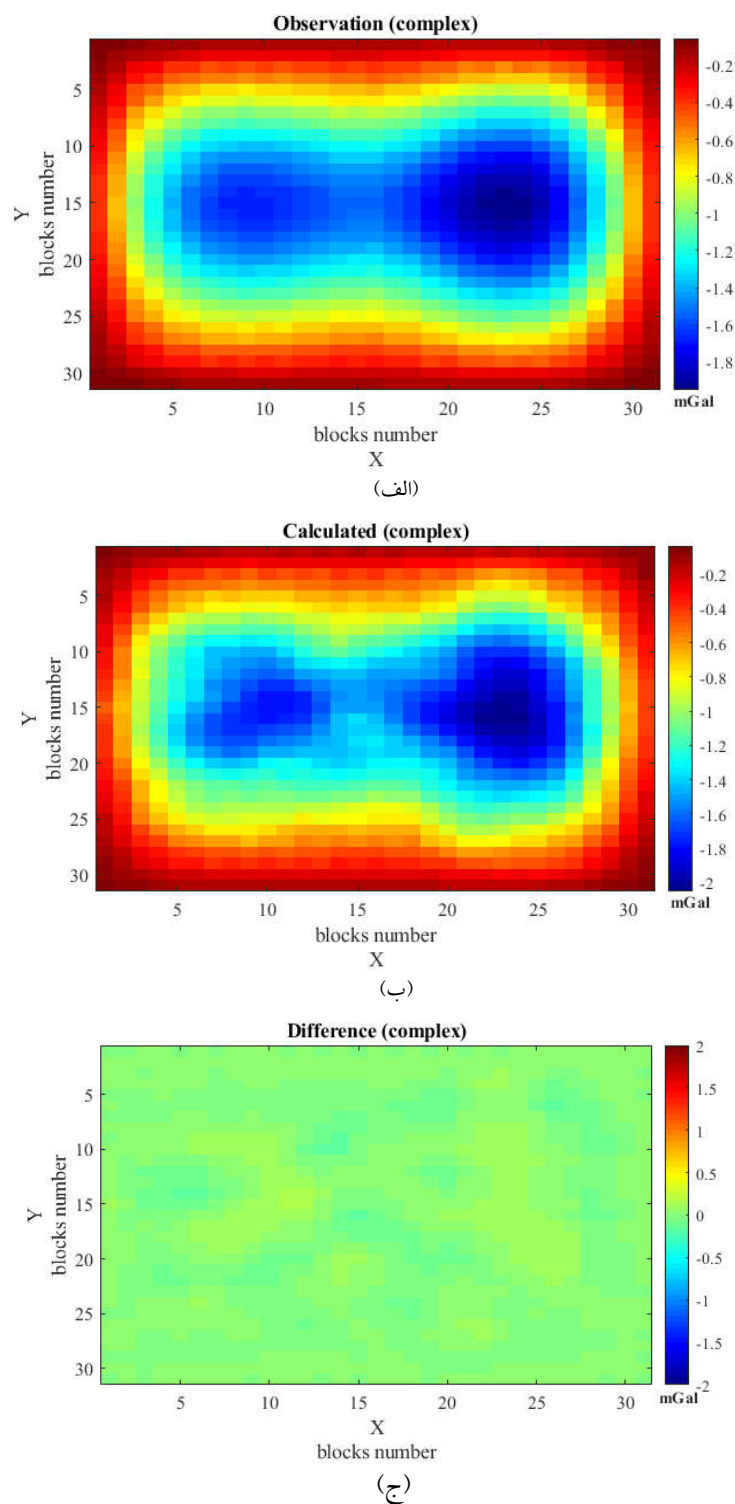 Observation (complex)
5
10
15
20
25
30
Y
blocks number
5 10 15 20 25 30
blocks number
X
-0.2
-0.4
-0.6
-0.8
-1
-1.2
-1.4
-1.6
-1.8
mGal
(الف)
Calculated (complex)
5
10
15
20
25
30
Y
blocks number
5 10 15 20 25 30
blocks number
X
-0.2
-0.4
-0.6
-0.8
-1
-1.2
-1.4
-1.6
-1.8
-2
mGal
(ب)
Difference (complex)
5
10
15
20
25
30
Y
blocks number
5 10 15 20 25 30
X
blocks number
2
1.5
1
0.5
0
-0.5
-1
-1.5
-2
mGal
(ج)